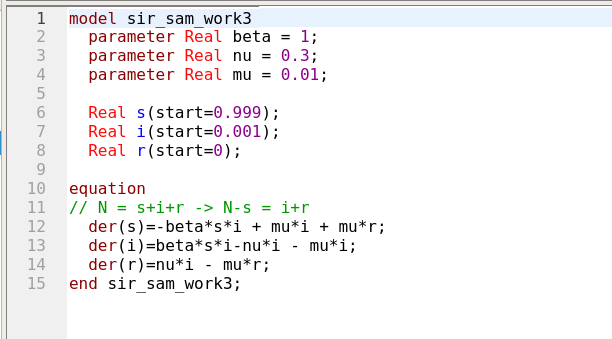 1 model sir_sam_work3
2   parameter Real beta = 1;
3   parameter Real nu = 0.3;
4   parameter Real mu = 0.01;
5
6   Real s(start=0.999);
7   Real i(start=0.001);
8   Real r(start=0);
9
10 equation
11 // N = s+i+r -> N-s = i+r
12   der(s)=-beta*s*i + mu*i + mu*r;
13   der(i)=beta*s*i-nu*i - mu*i;
14   der(r)=nu*i - mu*r;
15 end sir_sam_work3;